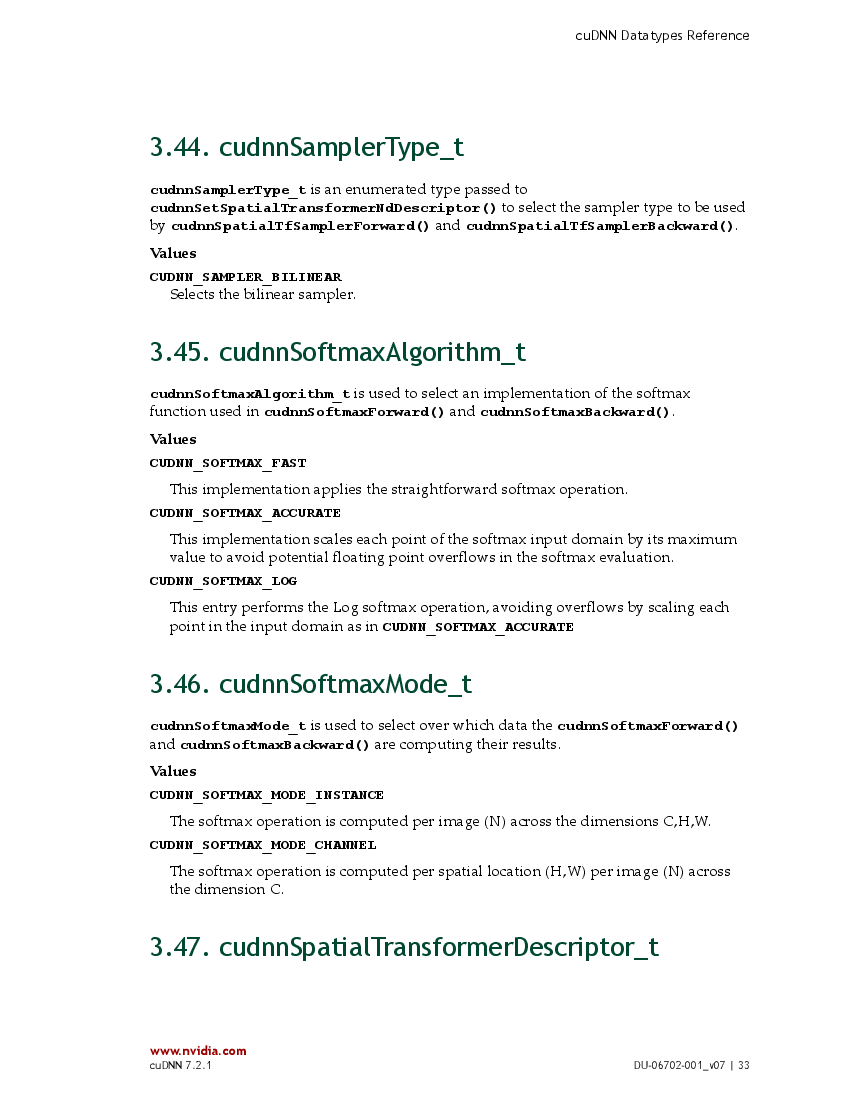 cuDNN Datatypes Reference
3.44. cudnnSamplerType_t
cudnnSamplerType_t is an enumerated type passed to
cudnnSetSpatialTransformerNdDescriptor() to select the sampler type to be used
by cudnnSpatialTfSamplerForward() and cudnnSpatialTfSamplerBackward().
Values
CUDNN_SAMPLER_BILINEAR
Selects the bilinear sampler.
3.45. cudnnSoftmaxAlgorithm_t
cudnnSoftmaxAlgorithm_t is used to select an implementation of the softmax
function used in cudnnSoftmaxForward() and cudnnSoftmaxBackward().
Values
CUDNN_SOFTMAX_FAST
This implementation applies the straightforward softmax operation.
CUDNN_SOFTMAX_ACCURATE
This implementation scales each point of the softmax input domain by its maximum
value to avoid potential floating point overflows in the softmax evaluation.
CUDNN_SOFTMAX_LOG
This entry performs the Log softmax operation, avoiding overflows by scaling each
point in the input domain as in CUDNN_SOFTMAX_ACCURATE
3.46. cudnnSoftmaxMode_t
cudnnSoftmaxMode_t is used to select over which data the cudnnSoftmaxForward()
and cudnnSoftmaxBackward() are computing their results.
Values
CUDNN_SOFTMAX_MODE_INSTANCE
The softmax operation is computed per image (N) across the dimensions C,H,W.
CUDNN_SOFTMAX_MODE_CHANNEL
The softmax operation is computed per spatial location (H,W) per image (N) across
the dimension C.
3.47. cudnnSpatialTransformerDescriptor_t
www.nvidia.com
cuDNN 7.2.1
DU-06702-001_v07 | 33